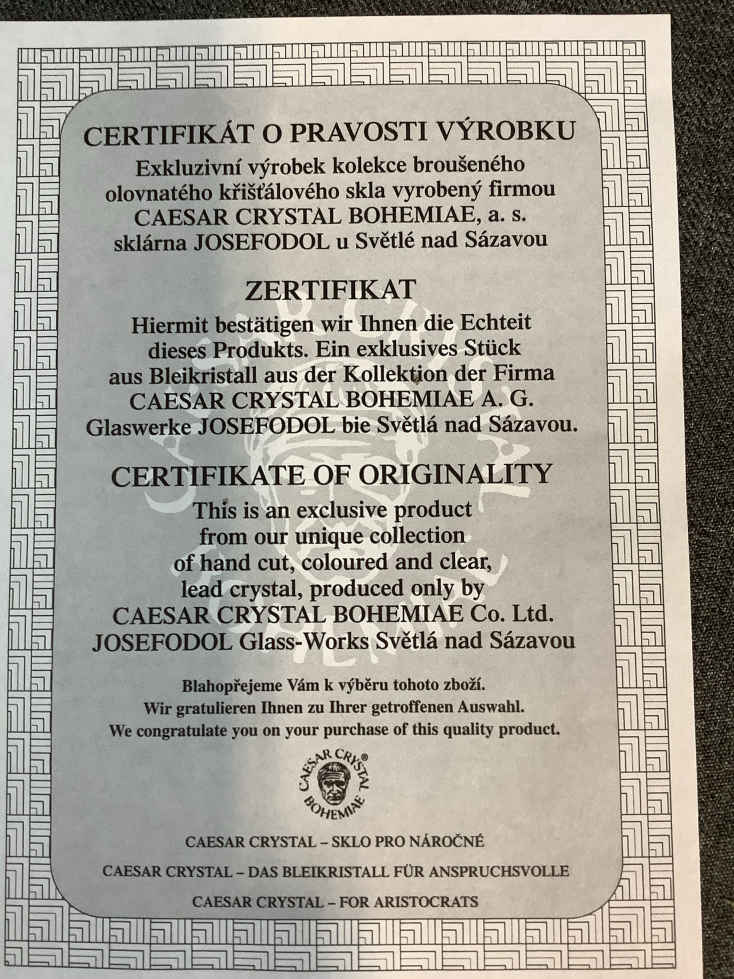 CERTIFIKÁT O PRAVOSTI VÝROBKU
Exkluzivní výrobek kolekce broušeného
olovnatého křišťálového skla vyrobený firmou
CAESAR CRYSTAL BOHEMIAE, a. s.
sklárna JOSEFODOL u Světlé nad Sázavou
ZERTIFIKAT
Hiermit bestätigen wir Ihnen die Echteit
dieses Produkts. Ein exklusives Stück
aus Bleikristall aus der Kollektion der Firma
CAESAR CRYSTAL BOHEMIAE A. G.
Glaswerke JOSEFODOL bie Světlá nad Sázavou.
CERTIFIKATE OF ORIGINALITY
This is an exclusive product
from our unique collection
of hand cut, coloured and clear,
lead crystal, produced only by
CAESAR CRYSTAL BOHEMIAE Co. Ltd.
JOSEFODOL Glass-Works Světlá nad Sázavou
Blahopřejeme Vám k výběru tohoto zboží.
Wir gratulieren Ihnen zu Ihrer getroffenen Auswahl.
We congratulate you on your purchase of this quality product.
CAESAR CRYSTAL®
BOHEMIAE
CAESAR CRYSTAL – SKLO PRO NÁROČNÉ
CAESAR CRYSTAL – DAS BLEIKRISTALL FÜR ANSPRUCHSVOLLE
CAESAR CRYSTAL – FOR ARISTOCRATS